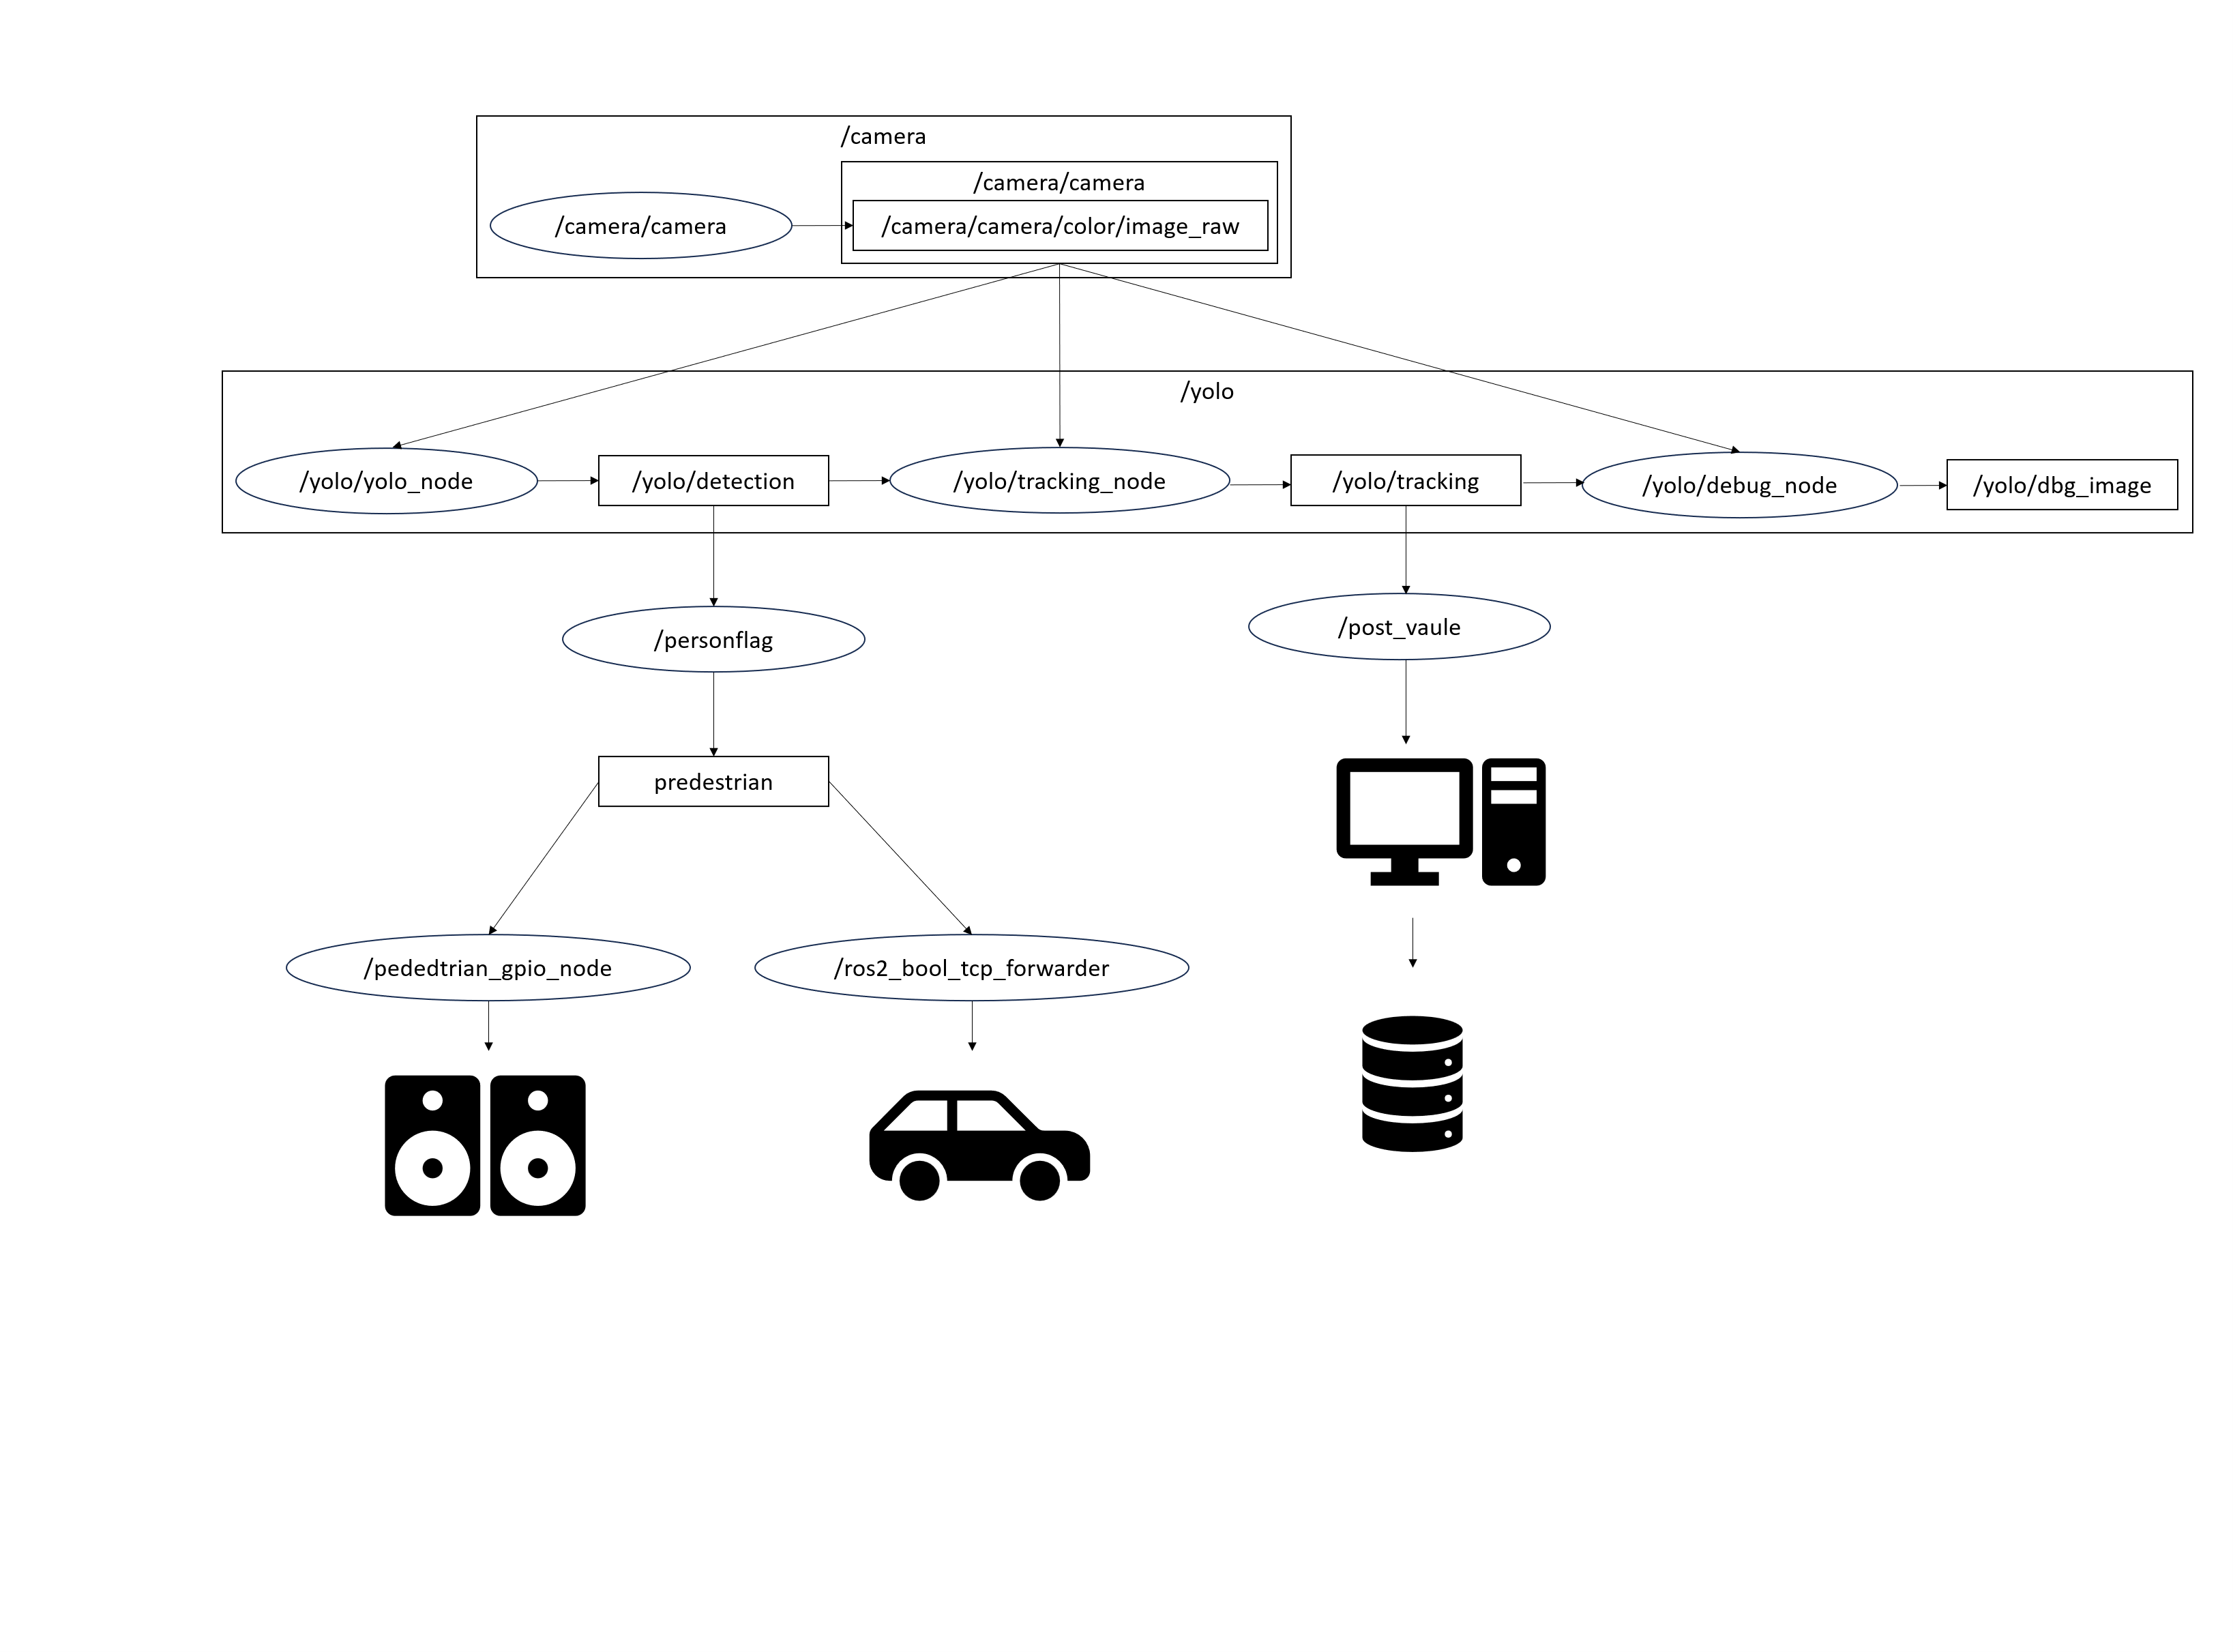 /camera
/camera/camera
/camera/camera
/camera/camera/color/image_raw
/yolo
/yolo/yolo_node
/yolo/detection
/yolo/tracking_node
/yolo/tracking
/yolo/debug_node
/yolo/dbg_image
/personflag
/post_vaule
predestrian
/pededtrian_gpio_node
/ros2_bool_tcp_forwarder